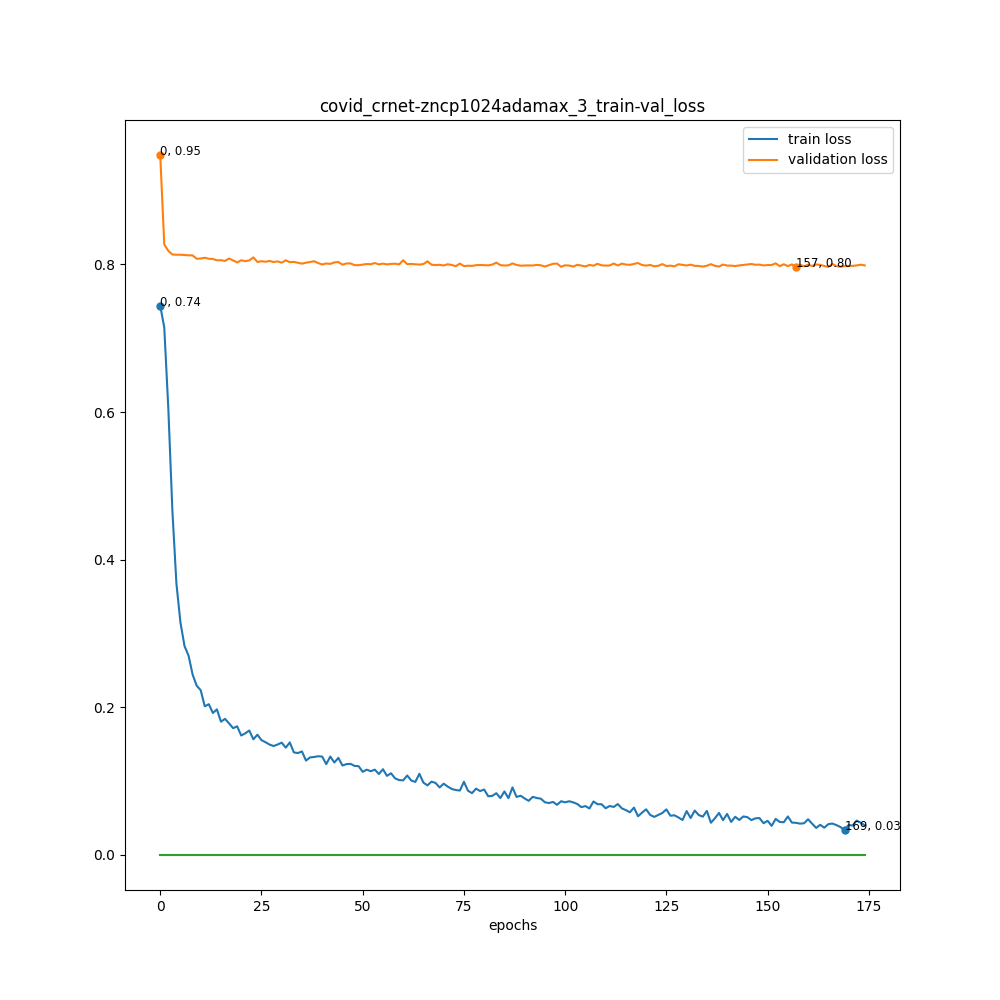 covid_crnet-zncp1024adamax_3_train-val_loss
train loss
validation loss
0, 0.95
0.8
157, 0.80
0, 0.74
0.6
0.4
0.2
169, 0.03
0.0
0 25 50 75 100 125 150 175
epochs